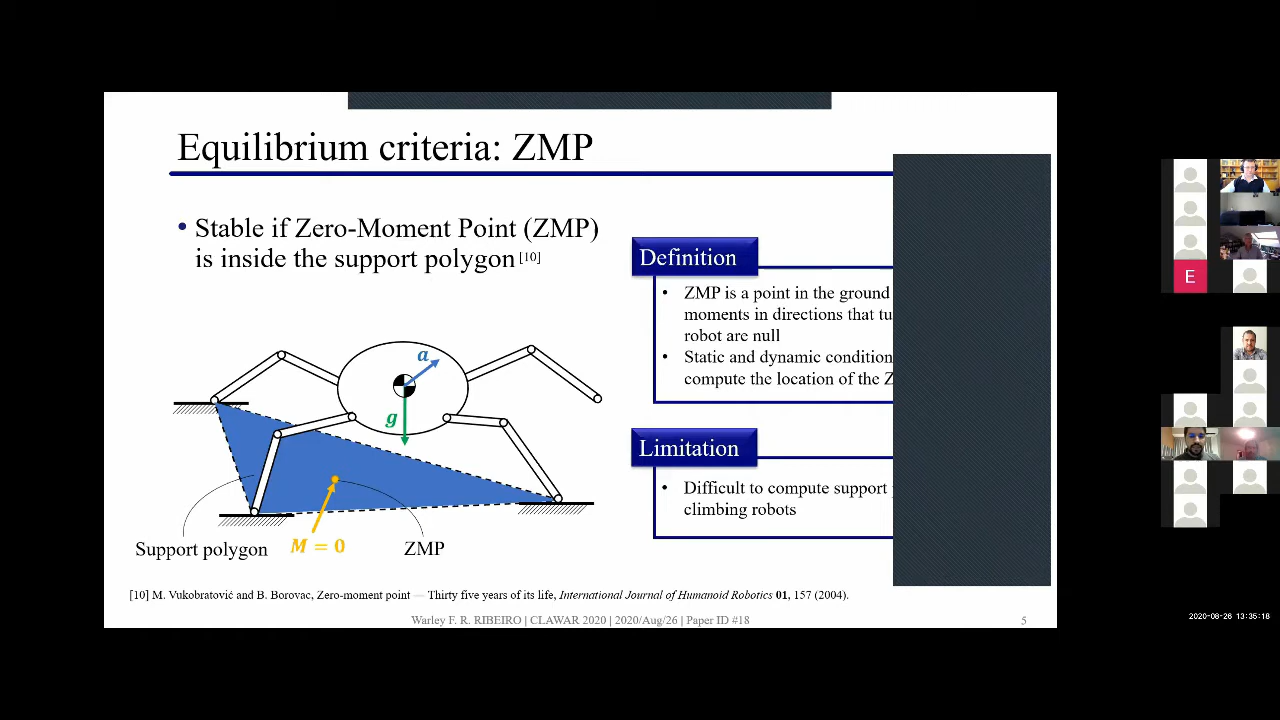 Equilibrium criteria: ZMP
• Stable if Zero-Moment Point (ZMP)
is inside the support polygon [10]
Definition
• ZMP is a point in the ground
moments in directions that
robot are null
• Static and dynamic condition
compute the location of the
Limitation
• Difficult to compute support
climbing robots
a
g
Support polygon
M = 0
ZMP
[10] M. Vukobratović and B. Borovac, Zero-moment point — Thirty five years of its life, International Journal of Humanoid Robotics 01, 157 (2004).
Warley F. R. RIBEIRO | CLAWAR 2020 | 2020/Aug/26 | Paper ID #18
5
E
2020-08-26 13:35:18